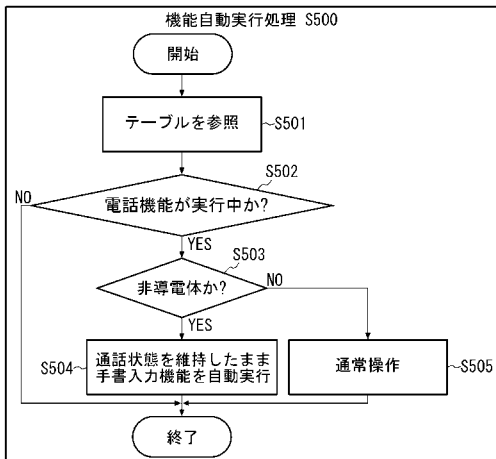 機能自動実行処理 S500
開始
テーブルを参照
S501
S502
電話機能が実行中か?
NO
YES
S503
非導電体か?
NO
YES
S504
通話状態を維持したまま
手書入力機能を自動実行
通常操作
S505
終了